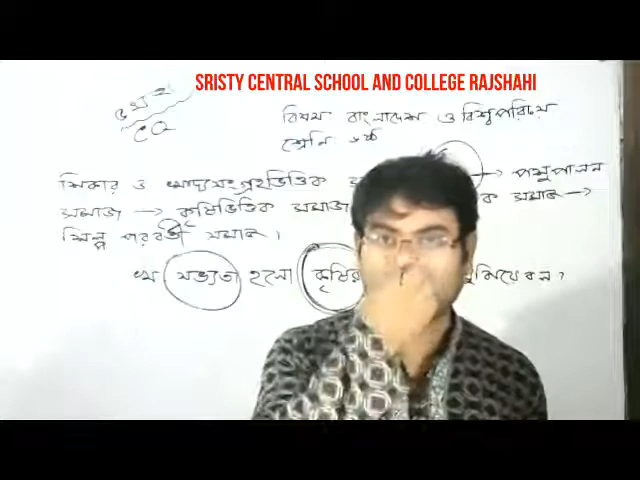 SRISTY CENTRAL SCHOOL AND COLLEGE RAJSHAHI
বিষয় বাংলাদেশ ও বিশ্বপরিচয়
CQ
শ্রেনি ৬ষ্ঠ
শিকার ও খাদ্যসংগ্রহভিত্তিক → পশুপালন
সমাজ → কৃষিভিত্তিক সমাজ ক সমাজ →
শিল্প পরবর্তী সমাজ।
সভ্যতা হলো কৃষির বল?